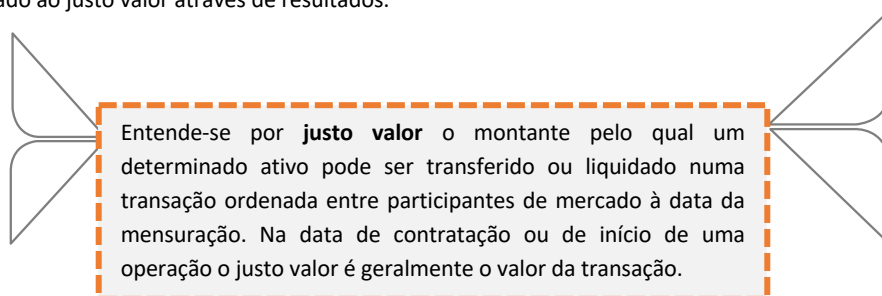 ado ao justo valor através de resultados.
Entende-se por justo valor o montante pelo qual um
determinado ativo pode ser transferido ou liquidado numa
transação ordenada entre participantes de mercado à data da
mensuração. Na data de contratação ou de início de uma
operação o justo valor é geralmente o valor da transação.